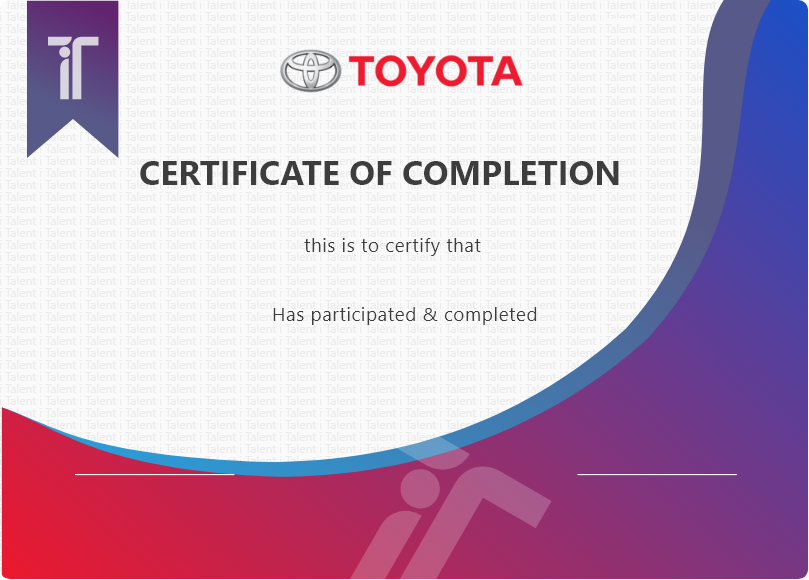 TOYOTA
CERTIFICATE OF COMPLETION
this is to certify that
Has participated & completed